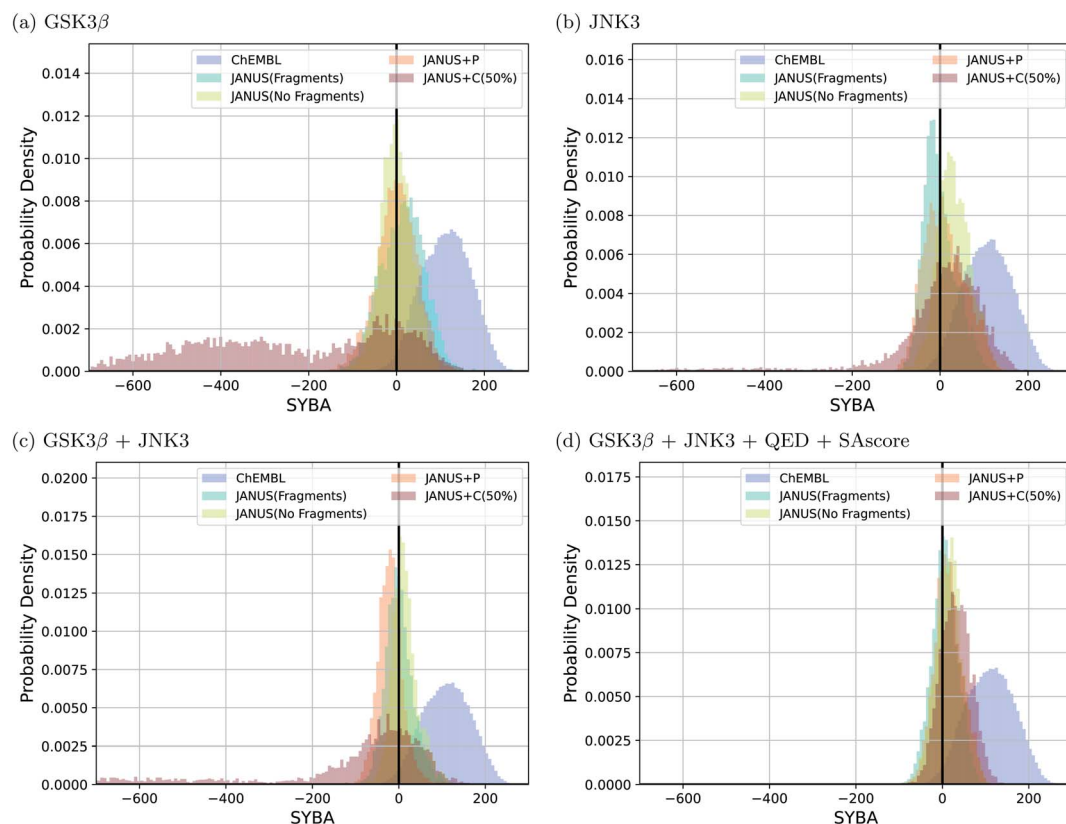 (a) GSK3β
ChEMBL
JANUS(Fragments)
JANUS(No Fragments)
JANUS+P
JANUS+C(50%)
0.014
0.012
0.010
0.008
0.006
0.004
0.002
0.000
Probability Density
−600
−400
−200
0
200
SYBA
(b) JNK3
ChEMBL
JANUS(Fragments)
JANUS(No Fragments)
JANUS+P
JANUS+C(50%)
0.016
0.014
0.012
0.010
0.008
0.006
0.004
0.002
0.000
Probability Density
−600
−400
−200
0
200
SYBA
(c) GSK3β + JNK3
ChEMBL
JANUS(Fragments)
JANUS(No Fragments)
JANUS+P
JANUS+C(50%)
0.0200
0.0175
0.0150
0.0125
0.0100
0.0075
0.0050
0.0025
0.0000
Probability Density
−600
−400
−200
0
200
SYBA
(d) GSK3β + JNK3 + QED + SAscore
ChEMBL
JANUS(Fragments)
JANUS(No Fragments)
JANUS+P
JANUS+C(50%)
0.0175
0.0150
0.0125
0.0100
0.0075
0.0050
0.0025
0.0000
Probability Density
−600
−400
−200
0
200
SYBA